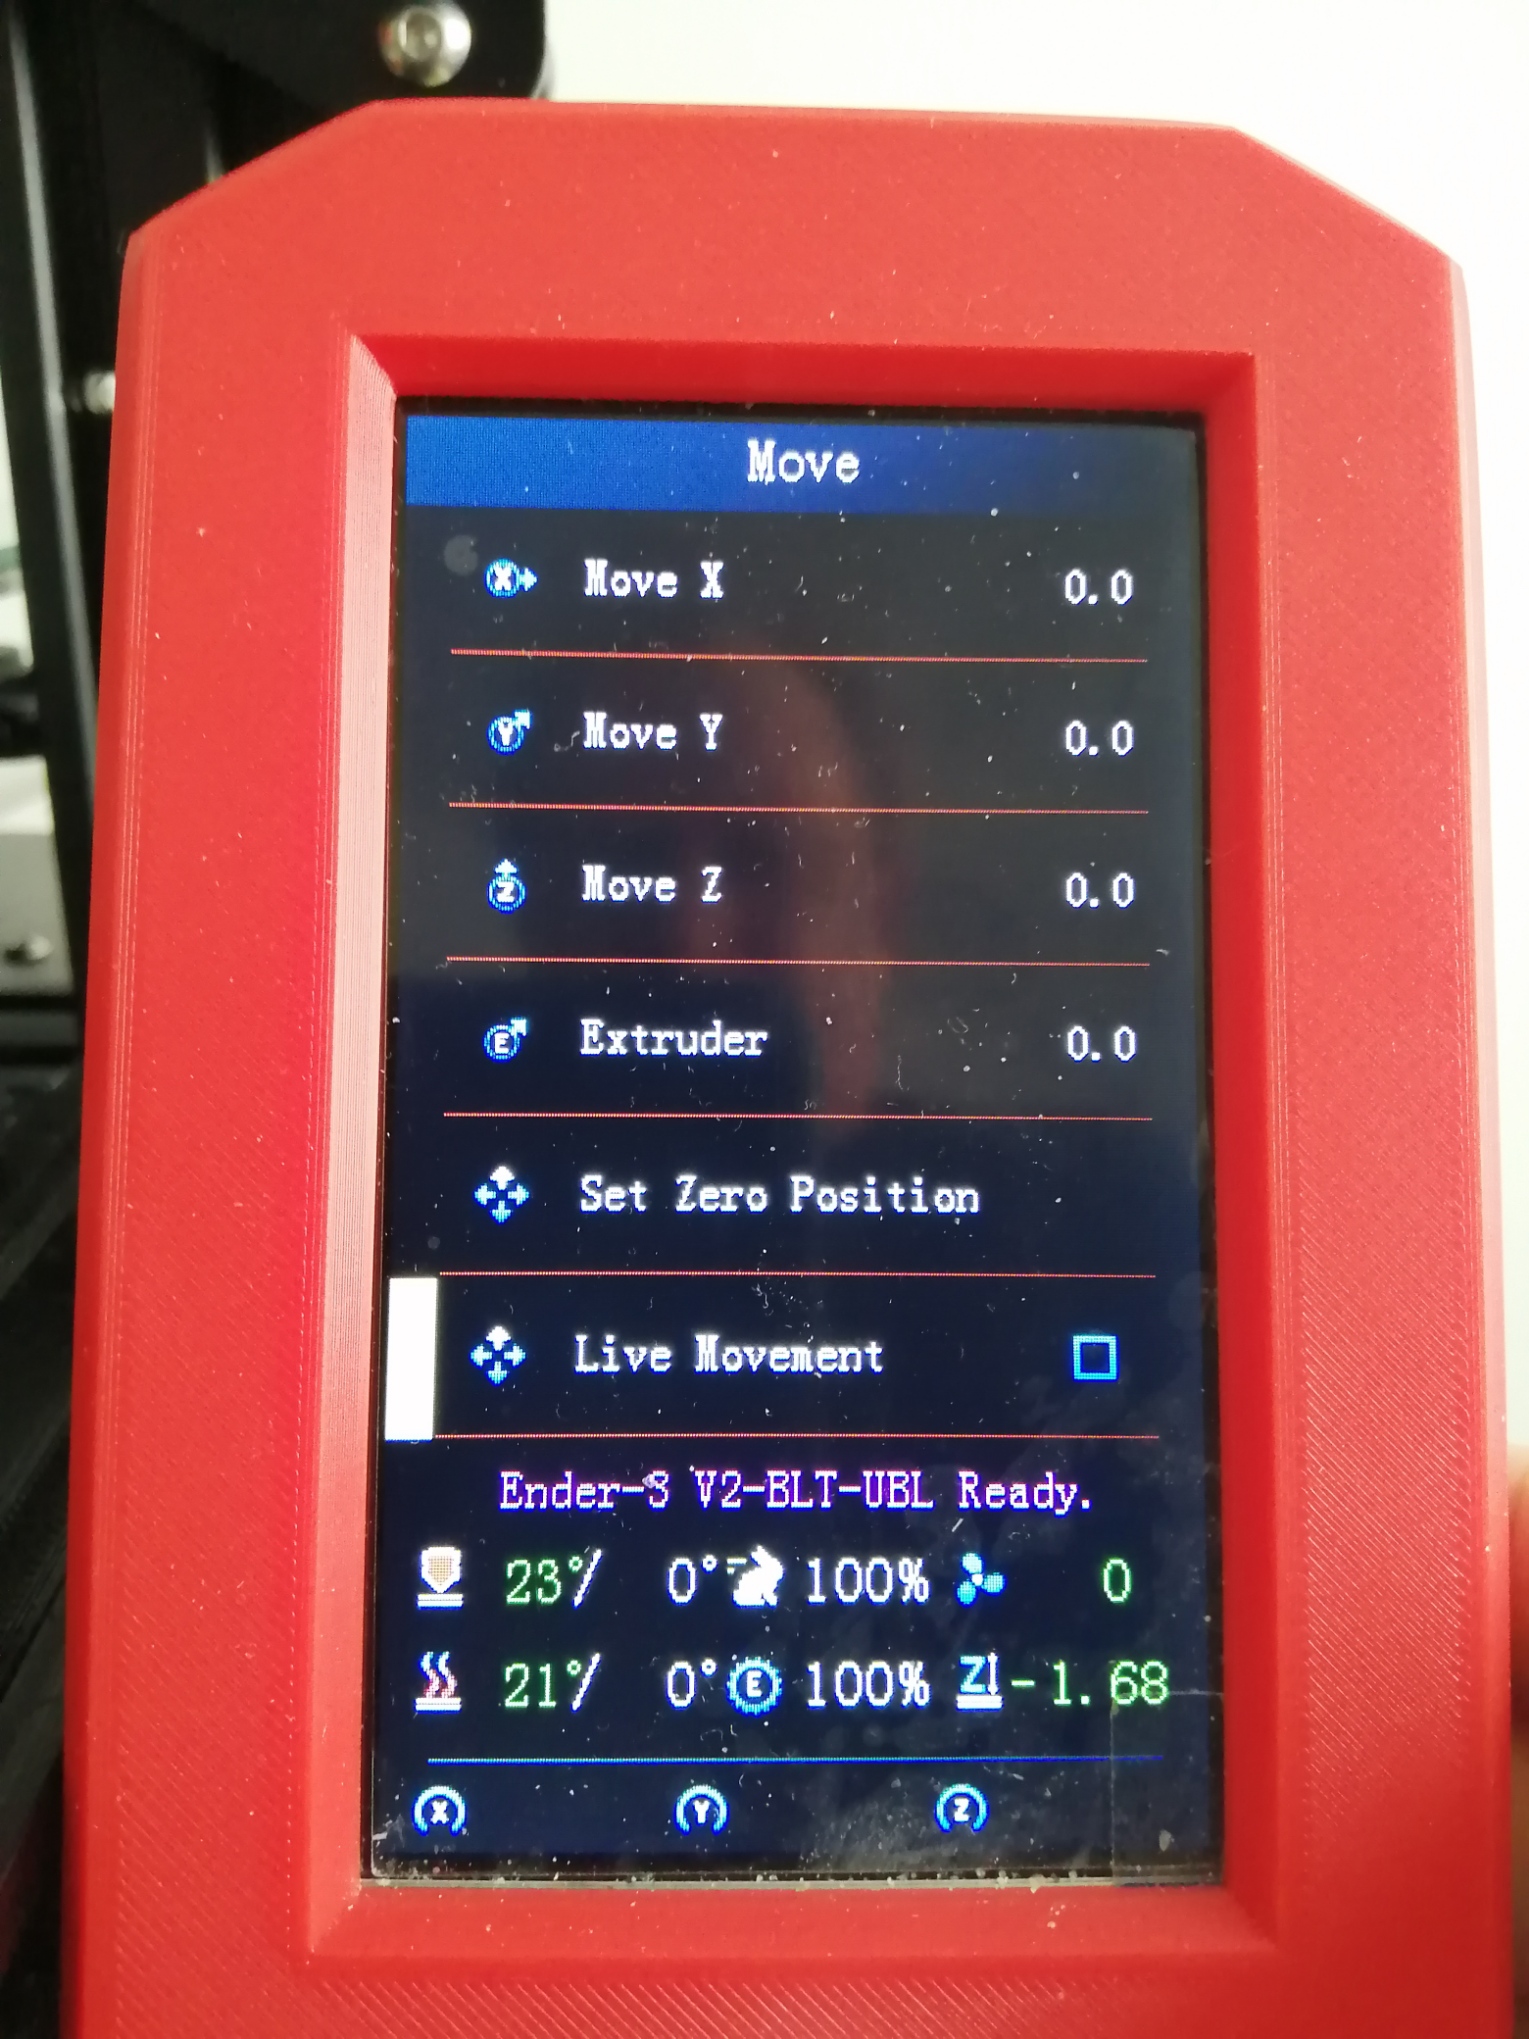 Move
Move X 0.0
Move Y 0.0
Move Z 0.0
Extruder 0.0
Set Zero Position
Live Movement
Ender-3 V2-BLT-UBL Ready.
23°/ 0° 100% 0
21°/ 0° E 100% Z -1.68
X Y Z